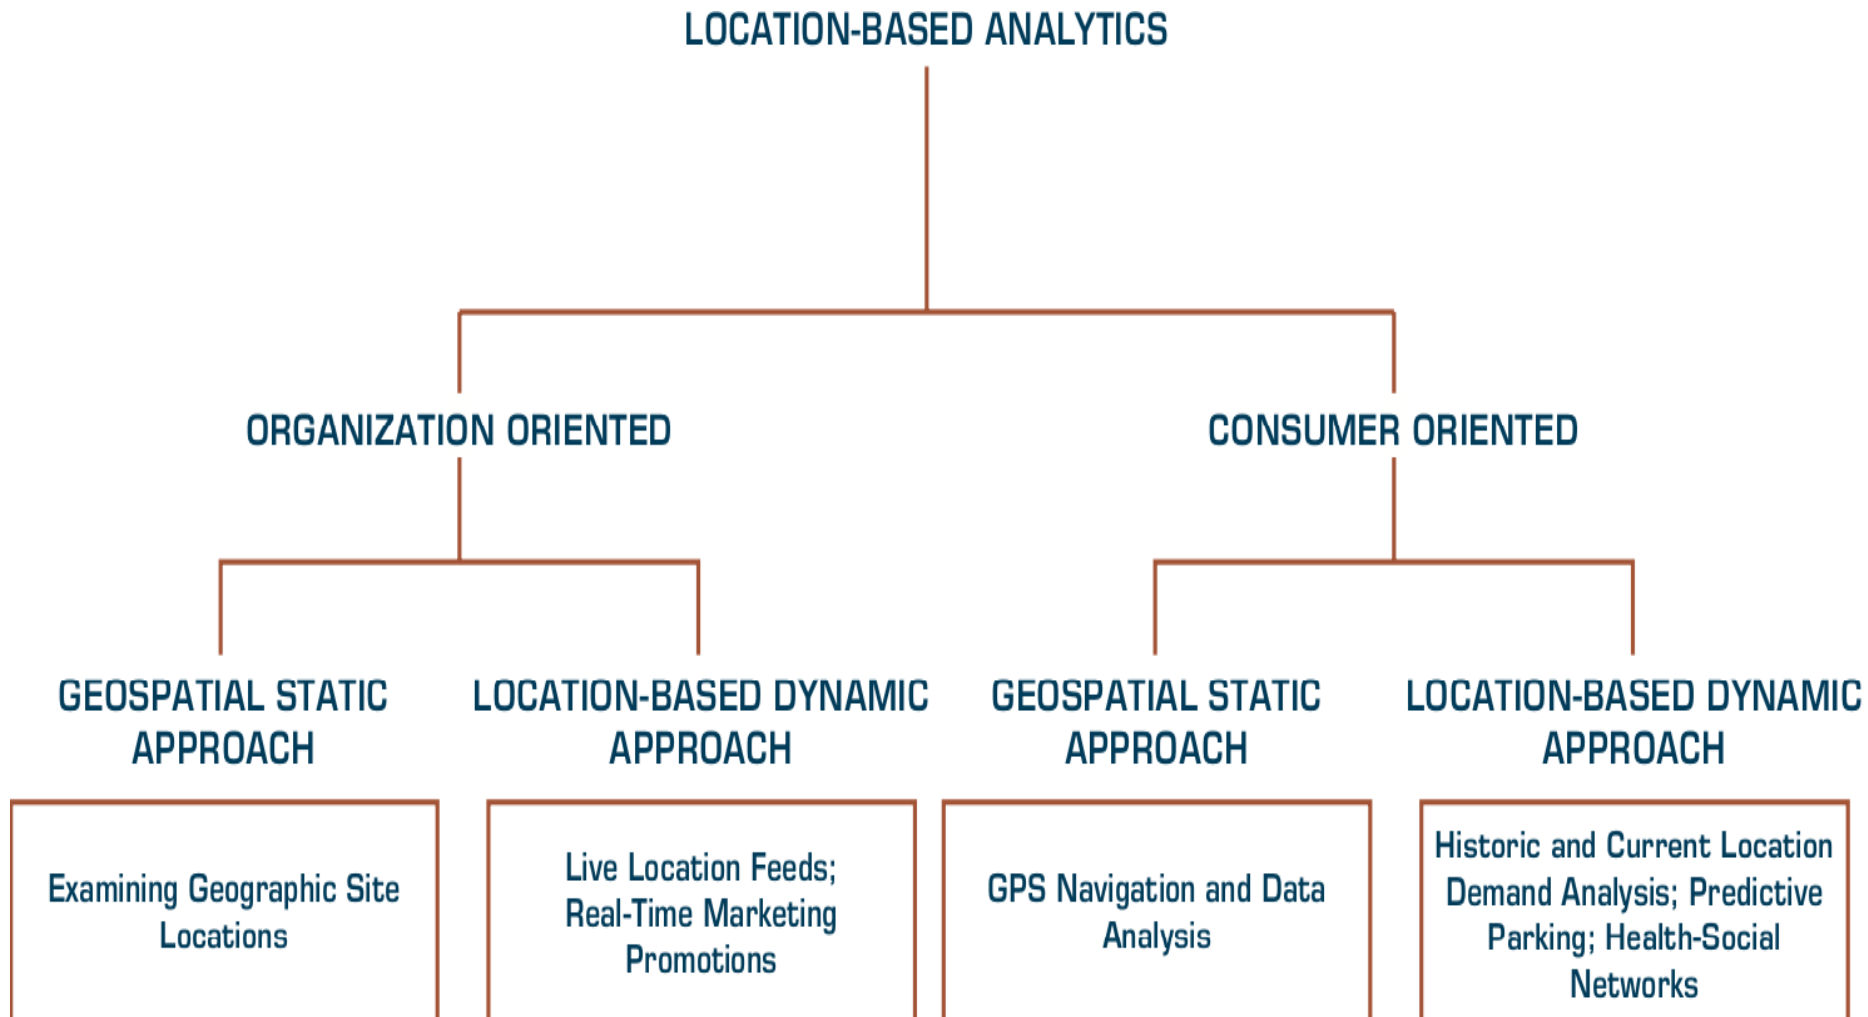 LOCATION-BASED ANALYTICS
ORGANIZATION ORIENTED
CONSUMER ORIENTED
GEOSPATIAL STATIC
APPROACH
LOCATION-BASED DYNAMIC
APPROACH
GEOSPATIAL STATIC
APPROACH
LOCATION-BASED DYNAMIC
APPROACH
Examining Geographic Site
Locations
Live Location Feeds;
Real-Time Marketing
Promotions
GPS Navigation and Data
Analysis
Historic and Current Location
Demand Analysis; Predictive
Parking; Health-Social
Networks